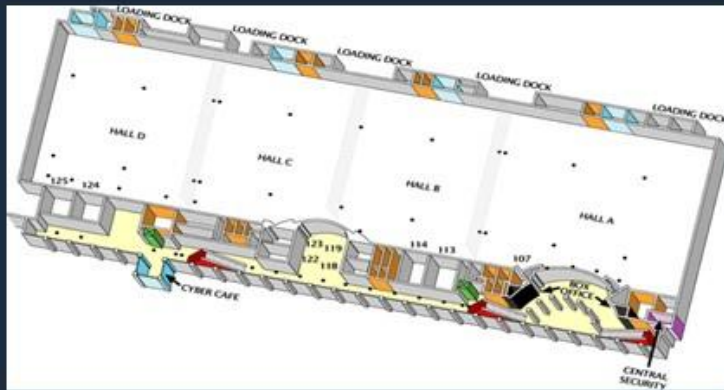 LOADING DOCK
LOADING DOCK
LOADING DOCK
LOADING DOCK
LOADING DOCK
HALL D
HALL C
HALL B
HALL A
125
124
123
119
122
118
114
113
107
BOX
OFFICE
CYBER CAFE
CENTRAL
SECURITY